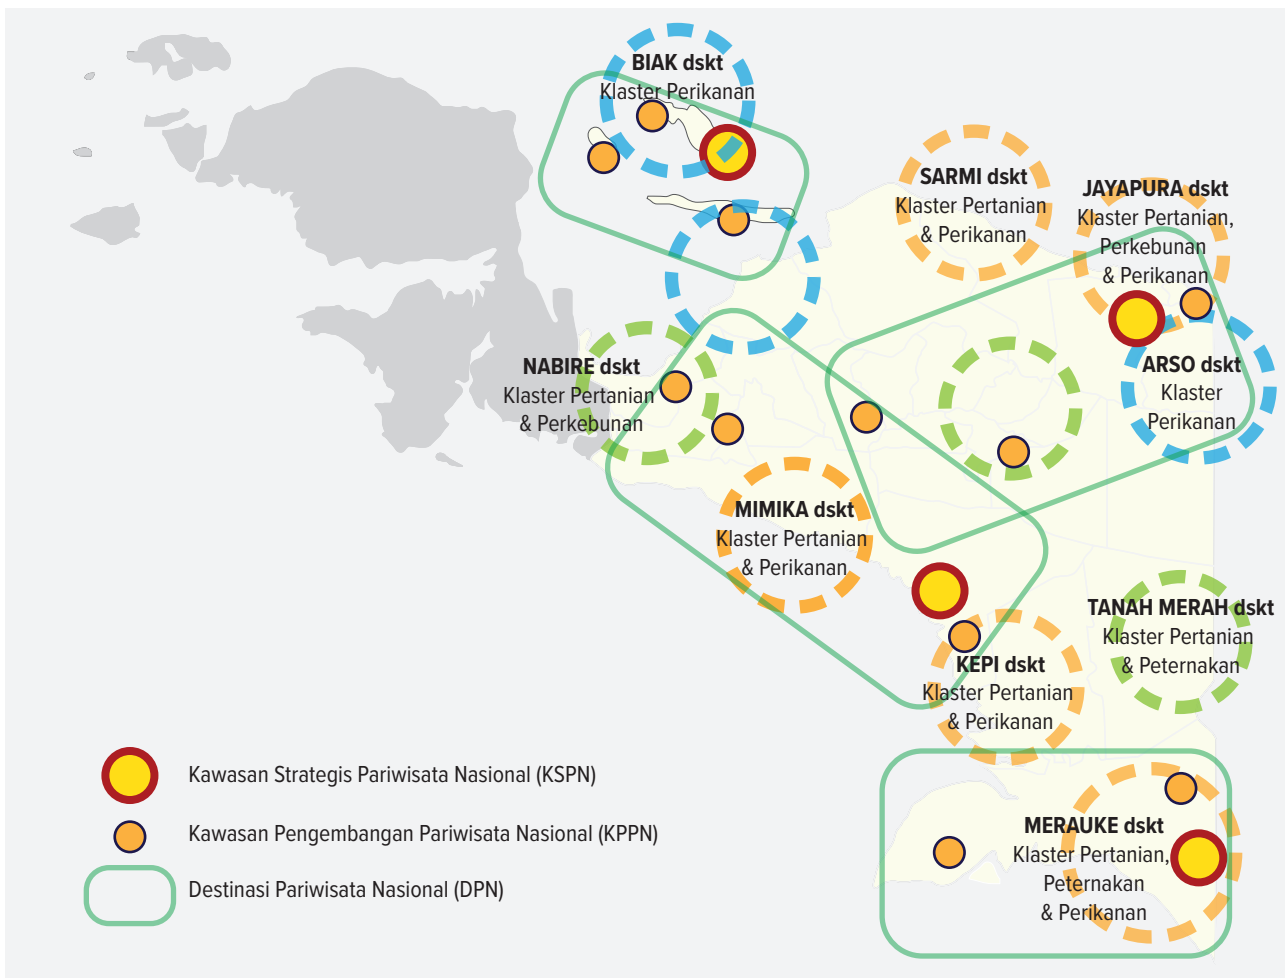 BIAK dskt
Klaster Perikanan
SARMI dskt
Klaster Pertanian
& Perikanan
JAYAPURA dskt
Klaster Pertanian,
Perkebunan
& Perikanan
NABIRE dskt
Klaster Pertanian
& Perkebunan
ARSO dskt
Klaster
Perikanan
MIMIKA dskt
Klaster Pertanian
& Perikanan
TANAH MERAH dskt
Klaster Pertanian
& Peternakan
KEPI dskt
Klaster Pertanian
& Perikanan
MERAUKE dskt
Klaster Pertanian,
Peternakan
& Perikanan
Kawasan Strategis Pariwisata Nasional (KSPN)
Kawasan Pengembangan Pariwisata Nasional (KPPN)
Destinasi Pariwisata Nasional (DPN)